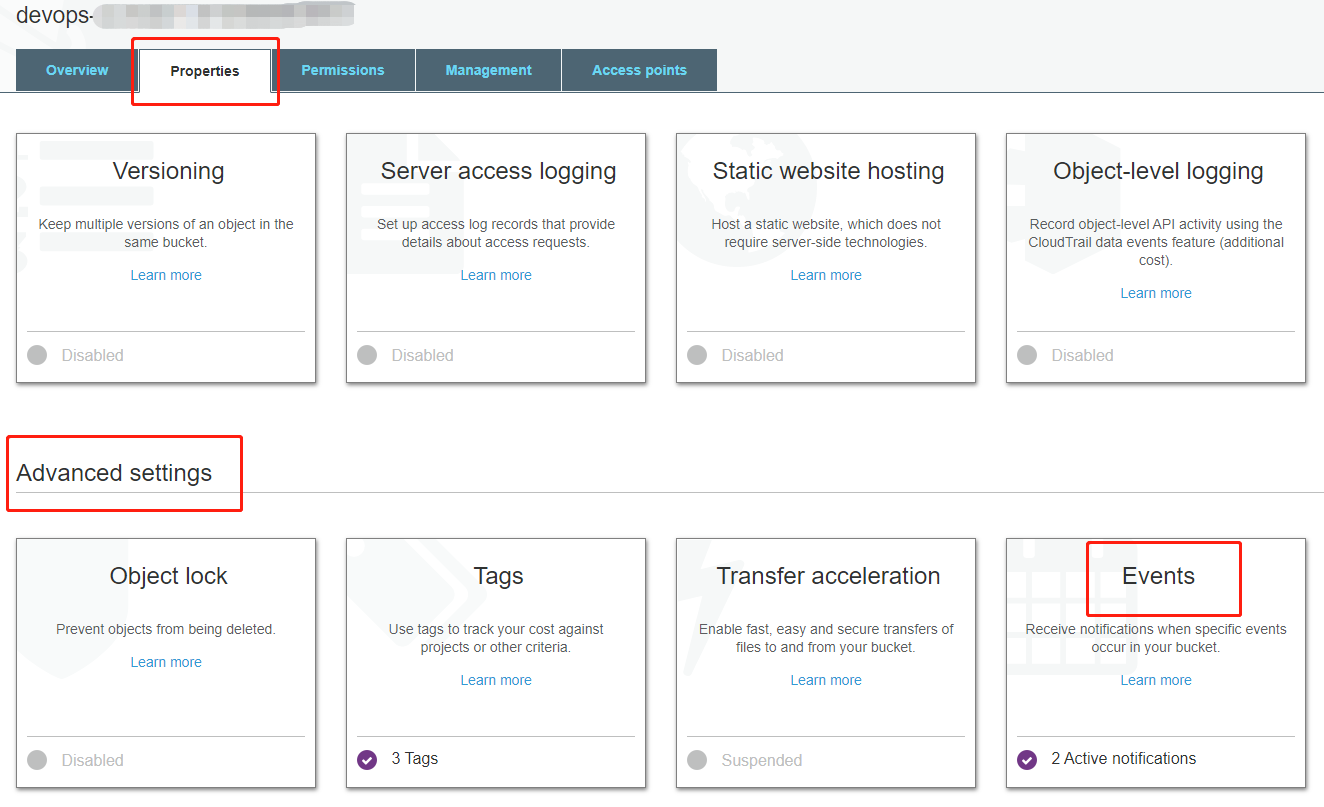 devops-
Overview
Properties
Permissions
Management
Access points
Versioning
Keep multiple versions of an object in the
same bucket.
Learn more
Disabled
Server access logging
Set up access log records that provide
details about access requests.
Learn more
Disabled
Static website hosting
Host a static website, which does not
require server-side technologies.
Learn more
Disabled
Object-level logging
Record object-level API activity using the
CloudTrail data events feature (additional
cost).
Learn more
Disabled
Advanced settings
Object lock
Prevent objects from being deleted.
Learn more
Disabled
Tags
Use tags to track your cost against
projects or other criteria.
Learn more
3 Tags
Transfer acceleration
Enable fast, easy and secure transfers of
files to and from your bucket.
Learn more
Suspended
Events
Receive notifications when specific events
occur in your bucket.
Learn more
2 Active notifications